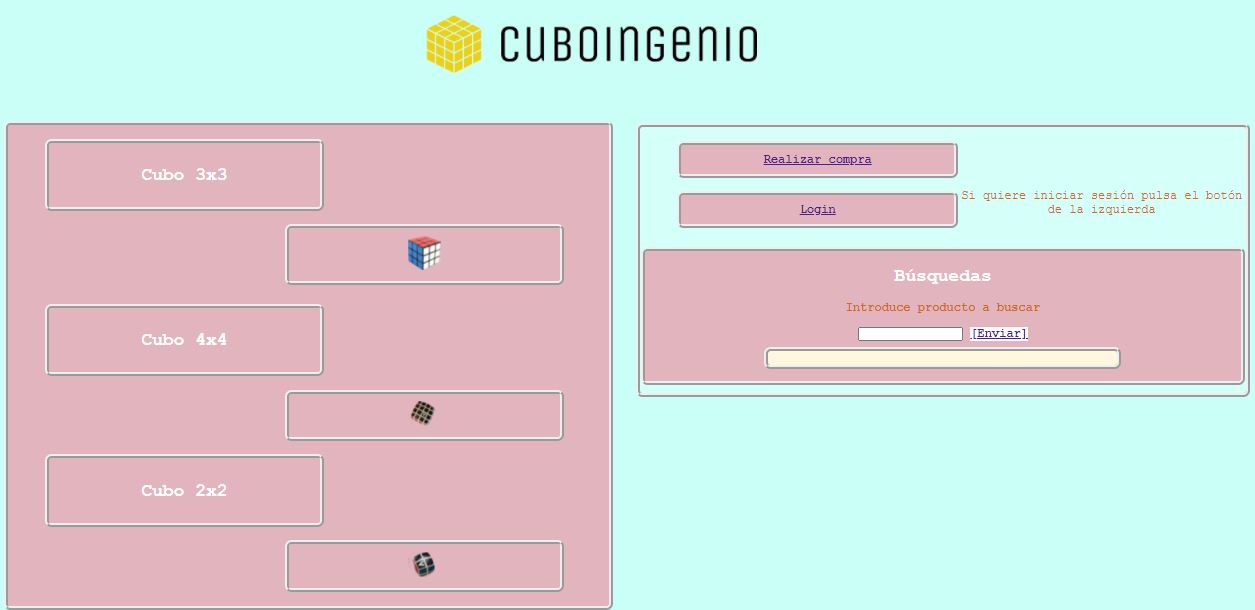 CUBOINGENIO
Cubo 3x3
Cubo 4x4
Cubo 2x2
Realizar compra
Login
Si quiere iniciar sesión pulsa el botón
de la izquierda
Búsquedas
Introduce producto a buscar
[Enviar]